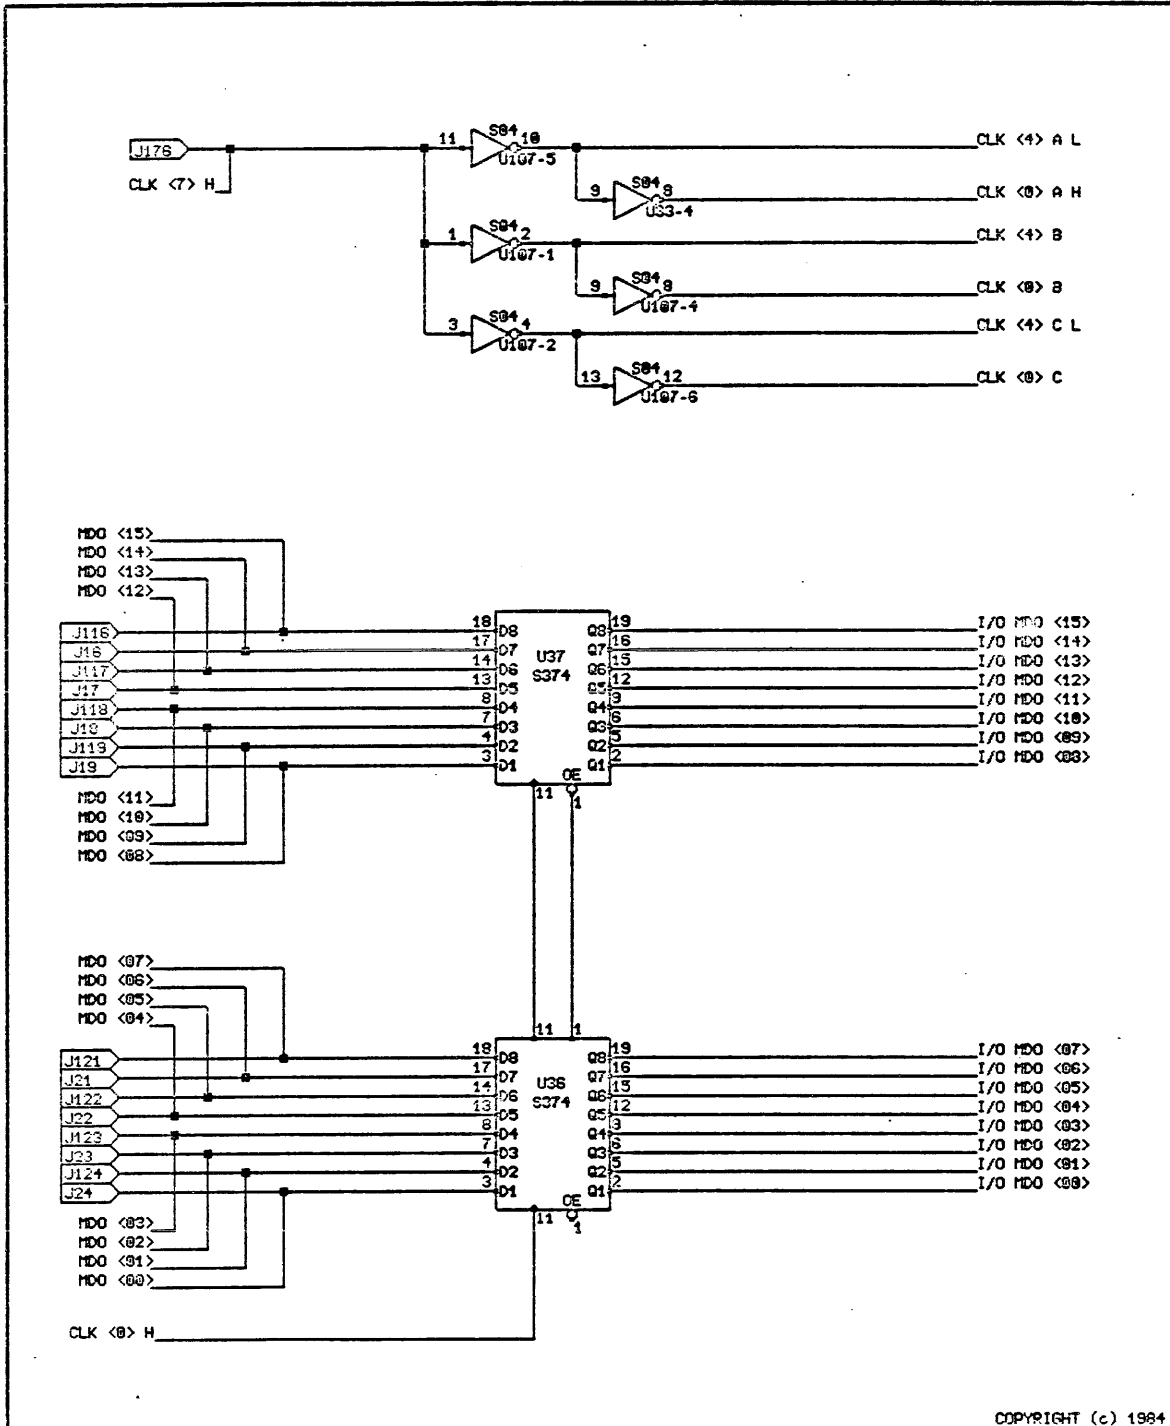 J176
CLK <7> H
11 S04 10
U107-5
CLK <4> A L
9 S04 8
U33-4
CLK <0> A H
1 S04 2
U107-1
CLK <4> B
9 S04 8
U107-4
CLK <0> B
3 S04 4
U107-2
CLK <4> C L
13 S04 12
U107-6
CLK <0> C
MDO <15>
MDO <14>
MDO <13>
MDO <12>
J116 18 D8 Q8 19 I/O MDO <15>
J16 17 D7 Q7 16 I/O MDO <14>
J117 14 D6 Q6 15 I/O MDO <13>
J17 13 D5 Q5 12 I/O MDO <12>
J118 8 D4 Q4 9 I/O MDO <11>
J18 7 D3 Q3 6 I/O MDO <10>
J119 4 D2 Q2 5 I/O MDO <09>
J19 3 D1 Q1 2 I/O MDO <08>
U37
S374
OE
11 1
MDO <11>
MDO <10>
MDO <09>
MDO <08>
MDO <07>
MDO <06>
MDO <05>
MDO <04>
11 1
J121 18 D8 Q8 19 I/O MDO <07>
J21 17 D7 Q7 16 I/O MDO <06>
J122 14 D6 Q6 15 I/O MDO <05>
J22 13 D5 Q5 12 I/O MDO <04>
J123 8 D4 Q4 9 I/O MDO <03>
J23 7 D3 Q3 6 I/O MDO <02>
J124 4 D2 Q2 5 I/O MDO <01>
J24 3 D1 Q1 2 I/O MDO <00>
U36
S374
OE
11 1
MDO <03>
MDO <02>
MDO <01>
MDO <00>
CLK <0> H
COPYRIGHT (c) 1984